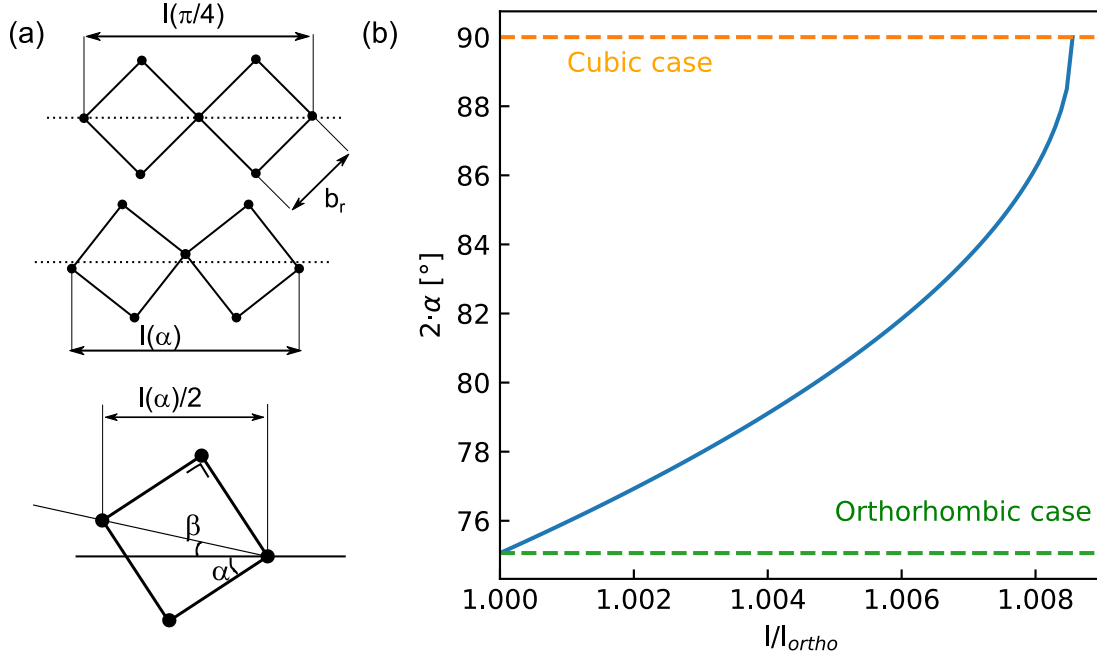 (a)
l(π/4)
b_r
l(α)
l(α)/2
β
α
(b)
90
88
86
84
82
80
78
76
2·α [°]
Cubic case
Orthorhombic case
1.000 1.002 1.004 1.006 1.008
l/l_ortho